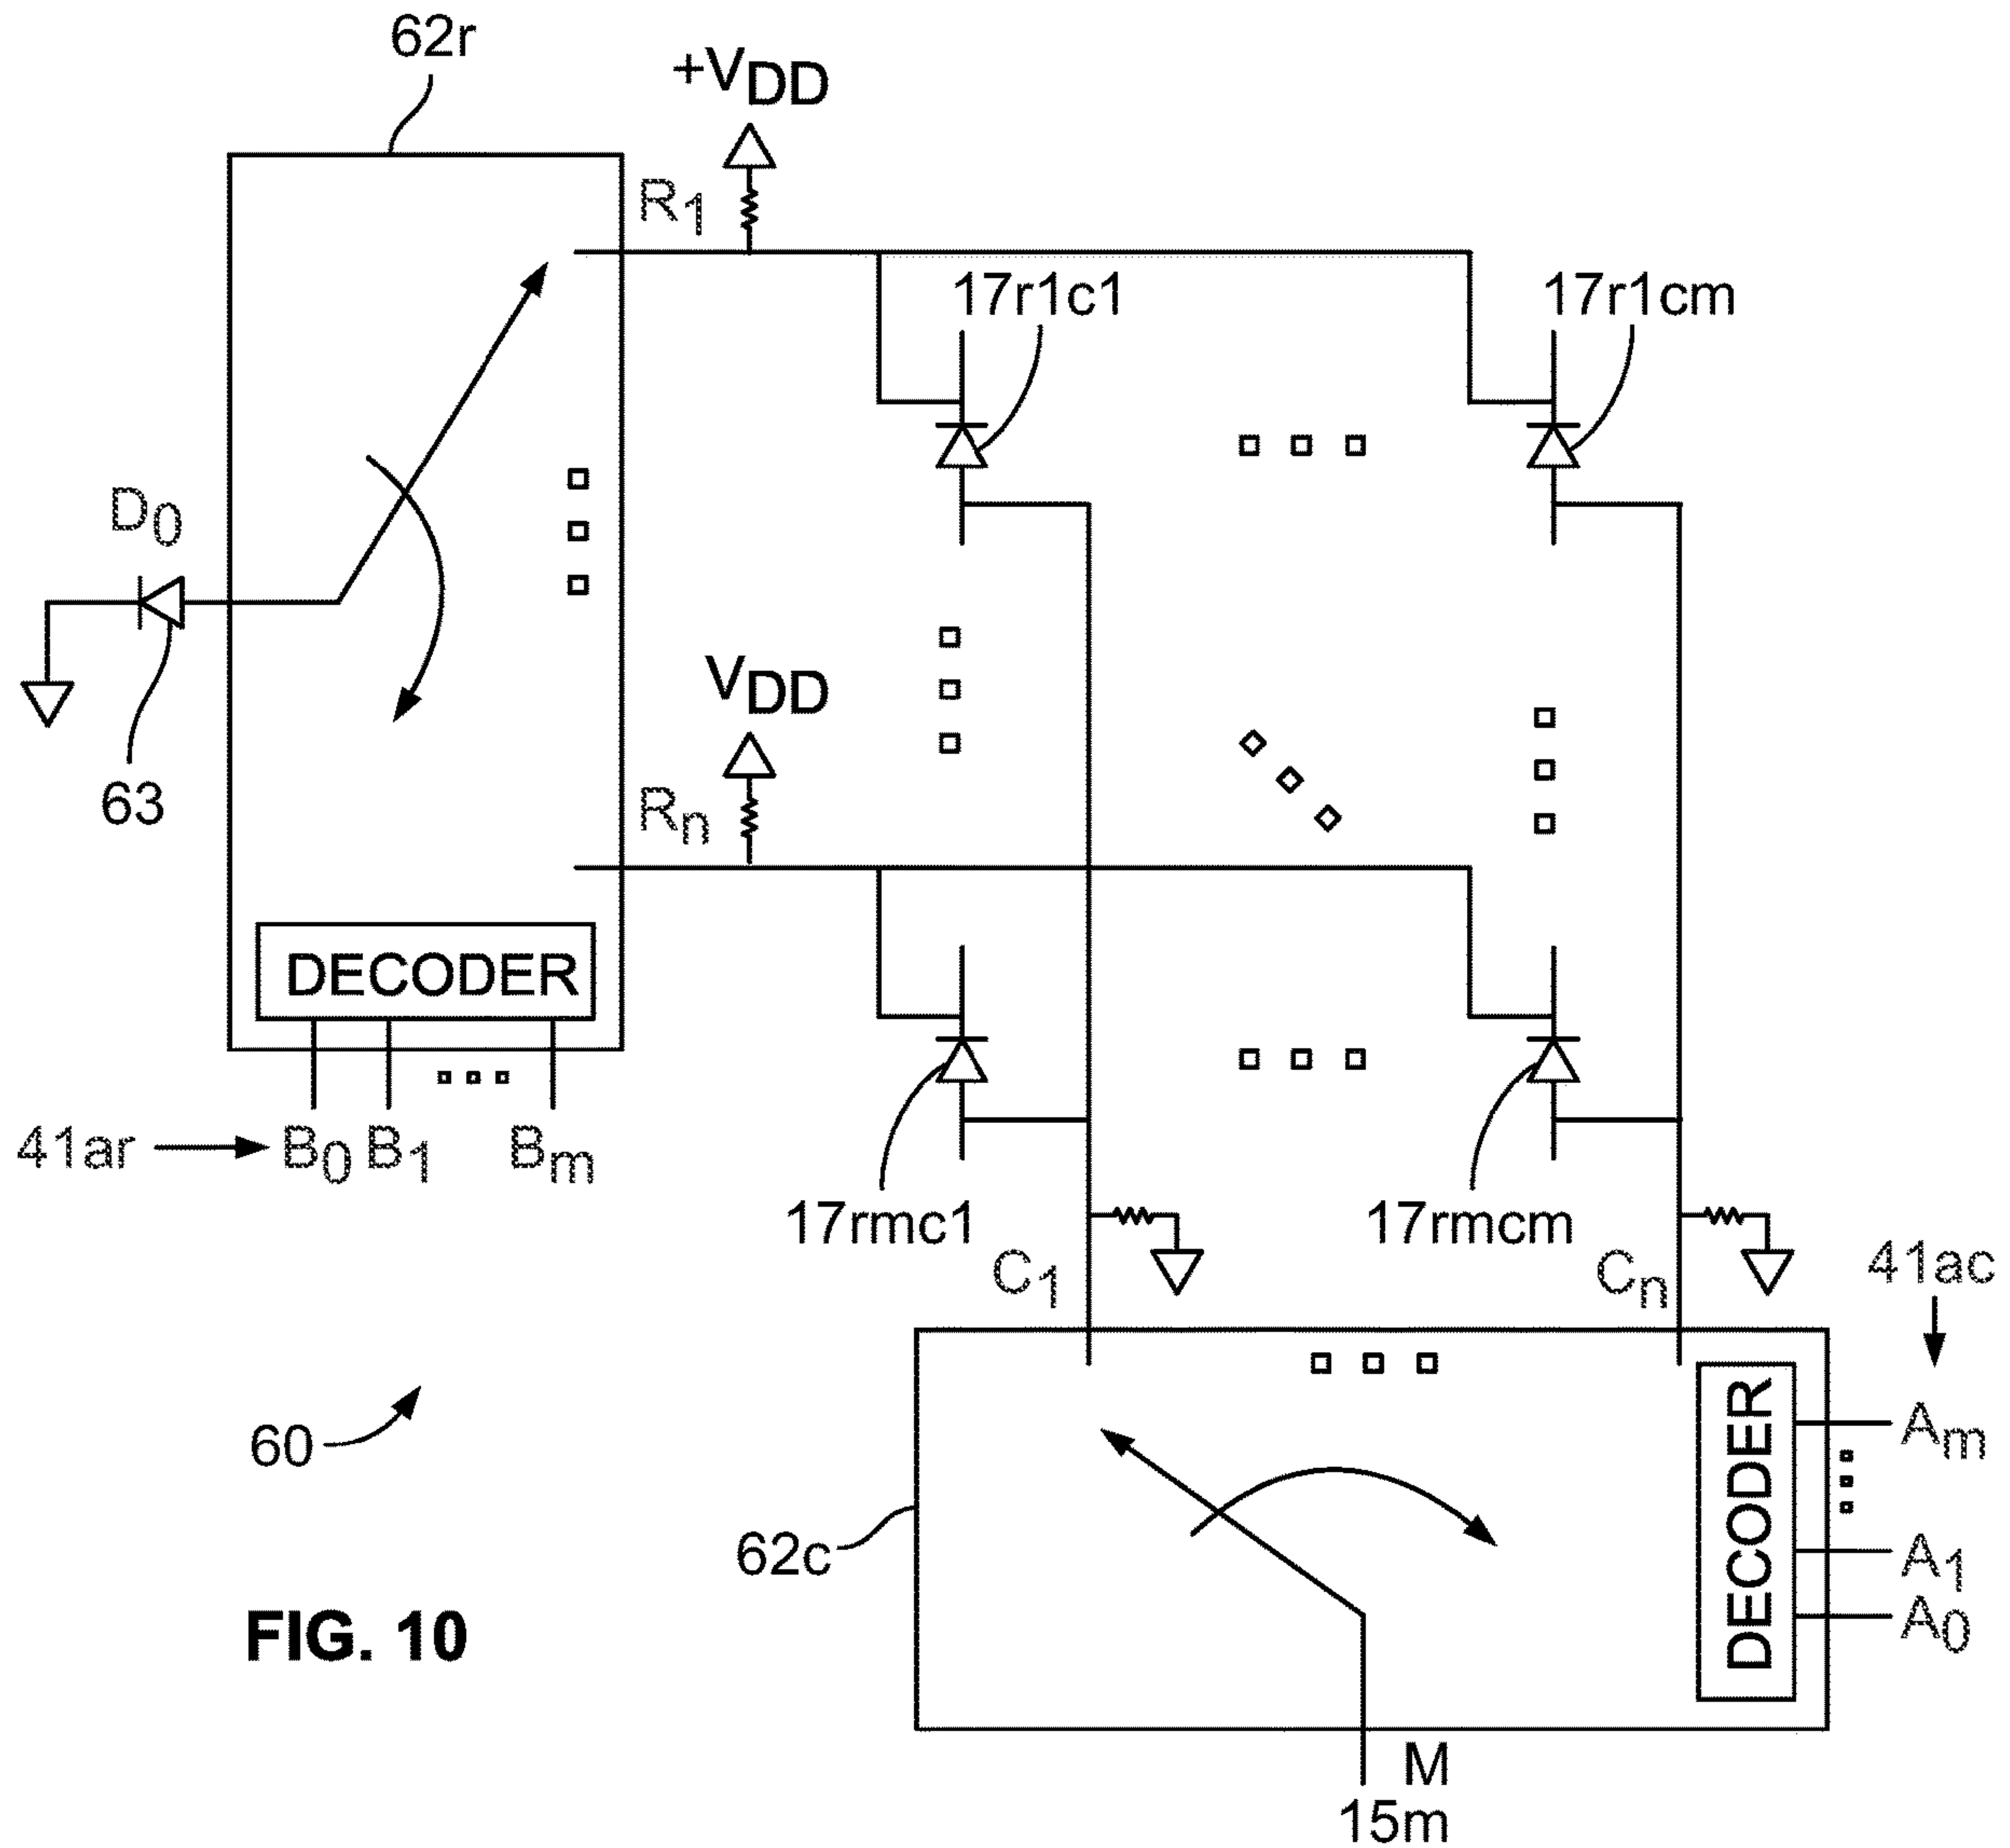 62r
+VDD
R1
17r1c1
17r1cm
D0
63
VDD
Rn
DECODER
41ar
B0
B1
Bm
17rmc1
17rmcm
C1
Cn
41ac
60
DECODER
Am
A1
A0
62c
FIG. 10
M
15m